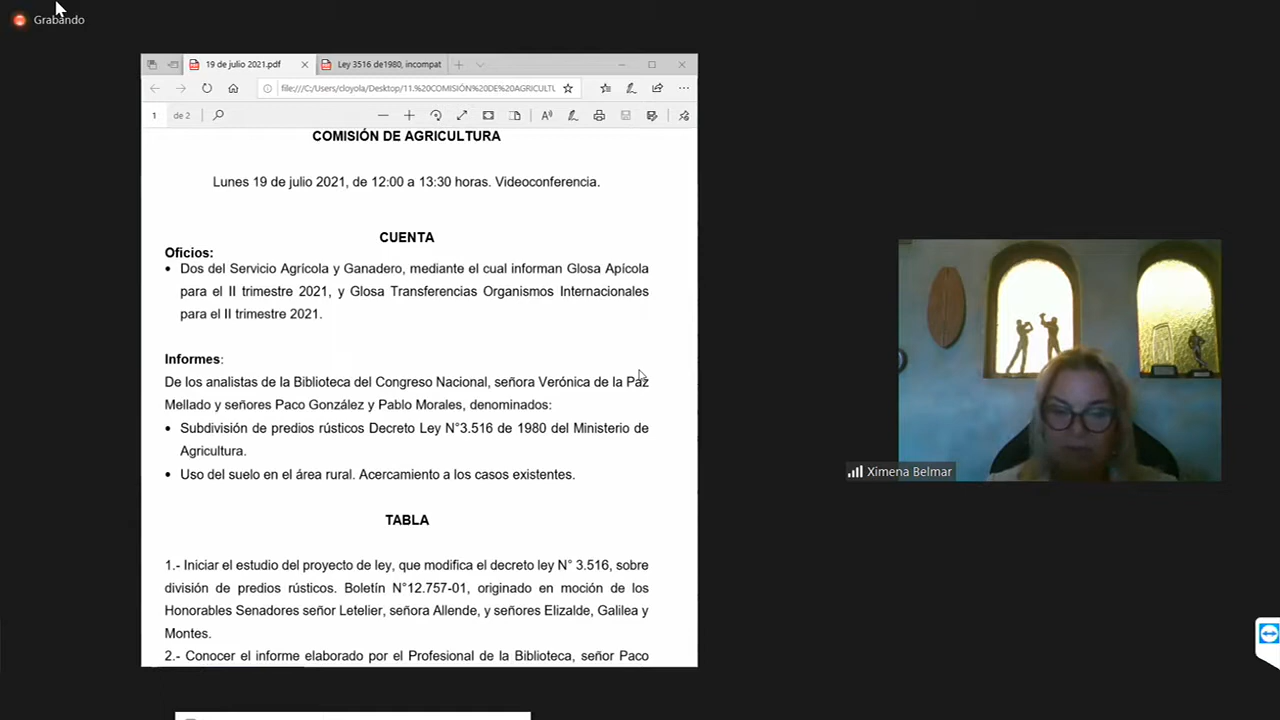 Grabando
19 de julio 2021.pdf
Ley 3516 de1980, incompat
file:///C:/Users/cloyola/Desktop/11.%20COMISIÓN%20DE%20AGRICULTU
1 de 2
COMISIÓN DE AGRICULTURA
Lunes 19 de julio 2021, de 12:00 a 13:30 horas. Videoconferencia.
CUENTA
Oficios:
• Dos del Servicio Agrícola y Ganadero, mediante el cual informan Glosa Apícola
para el II trimestre 2021, y Glosa Transferencias Organismos Internacionales
para el II trimestre 2021.
Informes:
De los analistas de la Biblioteca del Congreso Nacional, señora Verónica de la Paz
Mellado y señores Paco González y Pablo Morales, denominados:
• Subdivisión de predios rústicos Decreto Ley N°3.516 de 1980 del Ministerio de
Agricultura.
• Uso del suelo en el área rural. Acercamiento a los casos existentes.
TABLA
1.- Iniciar el estudio del proyecto de ley, que modifica el decreto ley N° 3.516, sobre
división de predios rústicos. Boletín N°12.757-01, originado en moción de los
Honorables Senadores señor Letelier, señora Allende, y señores Elizalde, Galilea y
Montes.
2.- Conocer el informe elaborado por el Profesional de la Biblioteca, señor Paco
Ximena Belmar